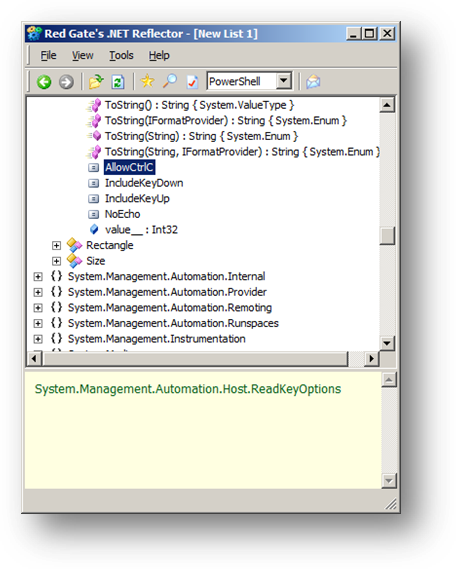 Red Gate's .NET Reflector - [New List 1]
File View Tools Help
PowerShell
ToString() : String { System.ValueType }
ToString(IFormatProvider) : String { System.Enum }
ToString(String) : String { System.Enum }
ToString(String, IFormatProvider) : String { System.Enum }
AllowCtrlC
IncludeKeyDown
IncludeKeyUp
NoEcho
value__ : Int32
Rectangle
Size
{} System.Management.Automation.Internal
{} System.Management.Automation.Provider
{} System.Management.Automation.Remoting
{} System.Management.Automation.Runspaces
{} System.Management.Instrumentation
System.Management.Automation.Host.ReadKeyOptions